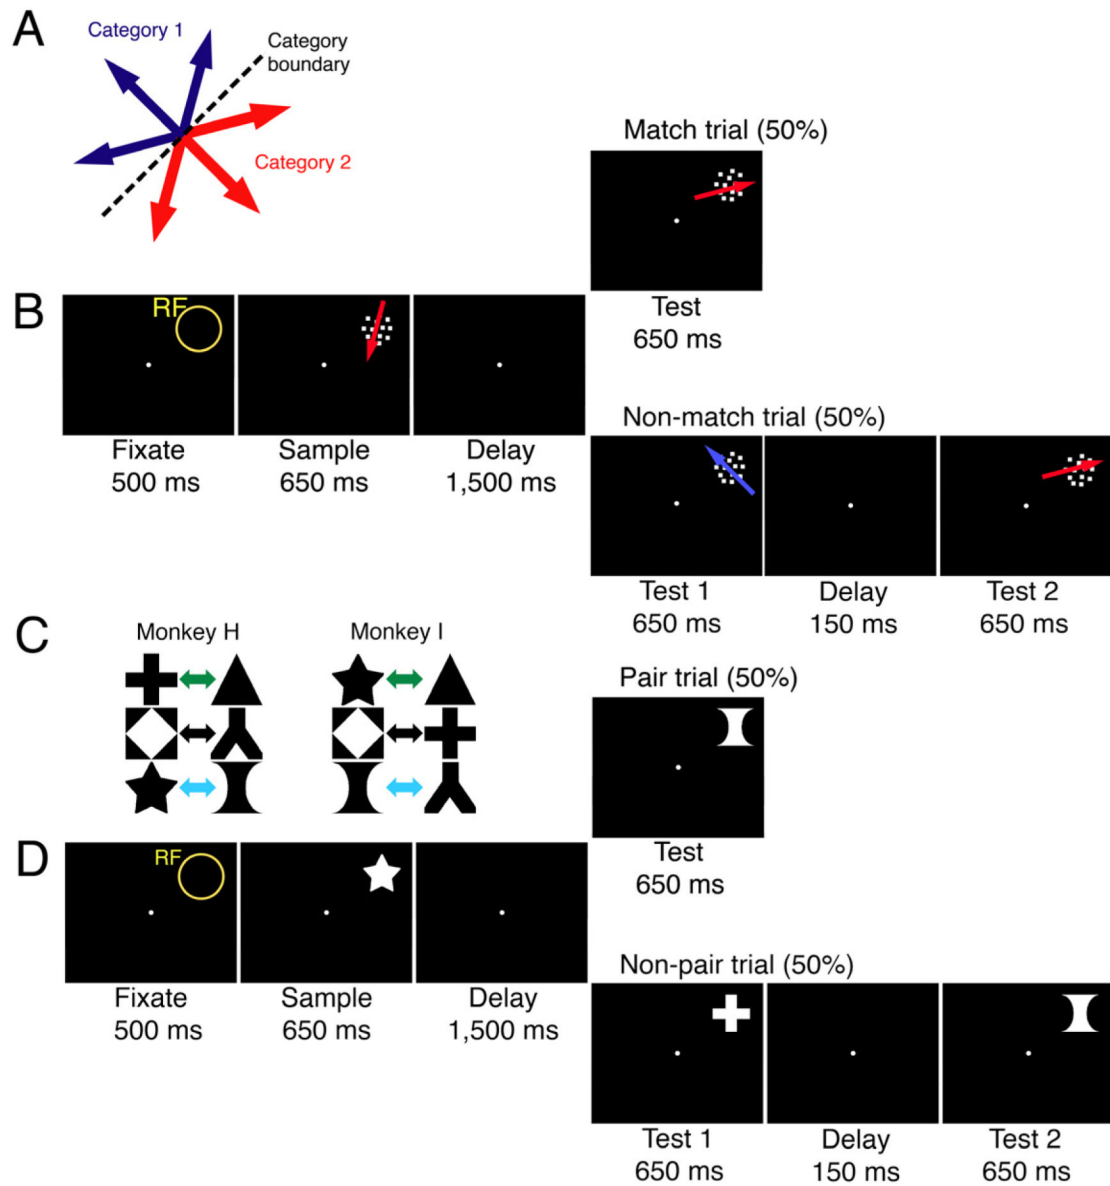 A
Category 1
Category
boundary
Category 2
Match trial (50%)
Test
650 ms
B
RF
Fixate
500 ms
Sample
650 ms
Delay
1,500 ms
Non-match trial (50%)
Test 1
650 ms
Delay
150 ms
Test 2
650 ms
C
Monkey H
Monkey I
Pair trial (50%)
Test
650 ms
D
RF
Fixate
500 ms
Sample
650 ms
Delay
1,500 ms
Non-pair trial (50%)
Test 1
650 ms
Delay
150 ms
Test 2
650 ms